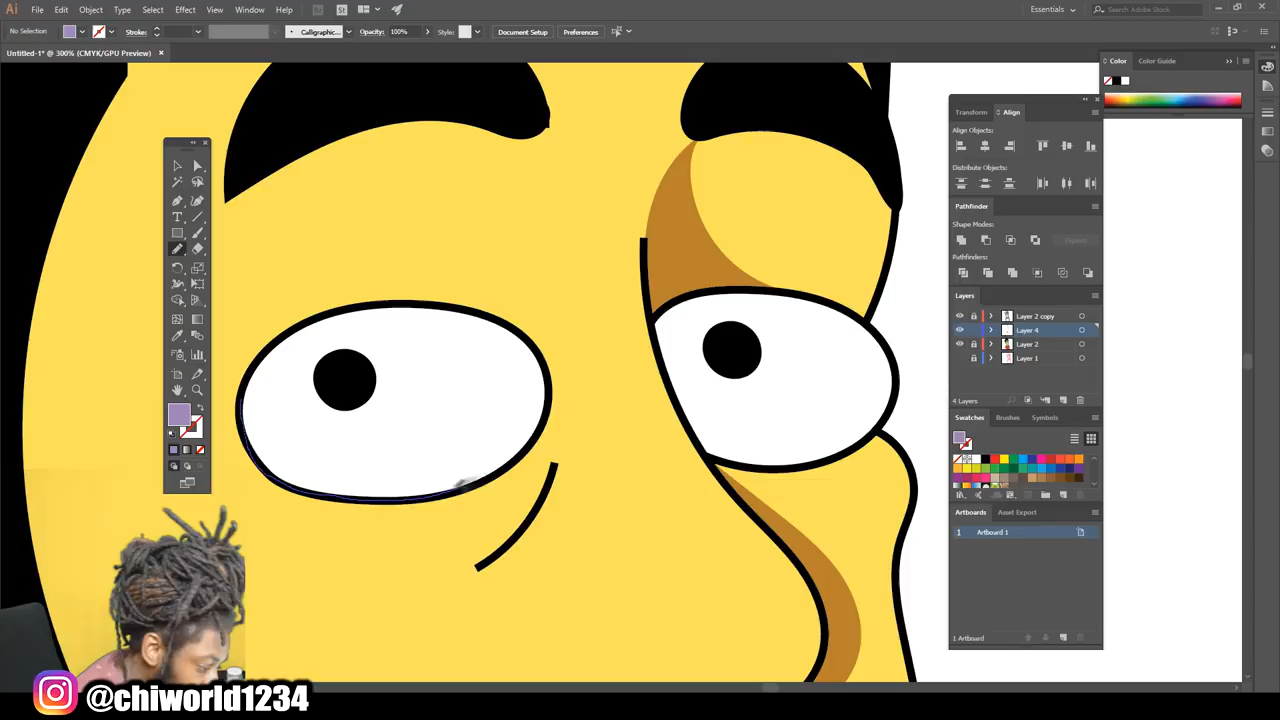 Ai File Edit Object Type Select Effect View Window Help Br St Essentials Search Adobe Stock
No Selection Stroke: Calligraphic... Opacity: 100% Style: Document Setup Preferences
Untitled-1* @ 300% (CMYK/GPU Preview)
Color Color Guide
Transform Align
Align Objects:
Distribute Objects:
Pathfinder
Shape Modes:
Expand
Pathfinders:
Layers
Layer 2 copy
Layer 4
Layer 2
Layer 1
4 Layers
Swatches Brushes Symbols
Artboards Asset Export
1 Artboard 1
1 Artboard
@chiworld1234